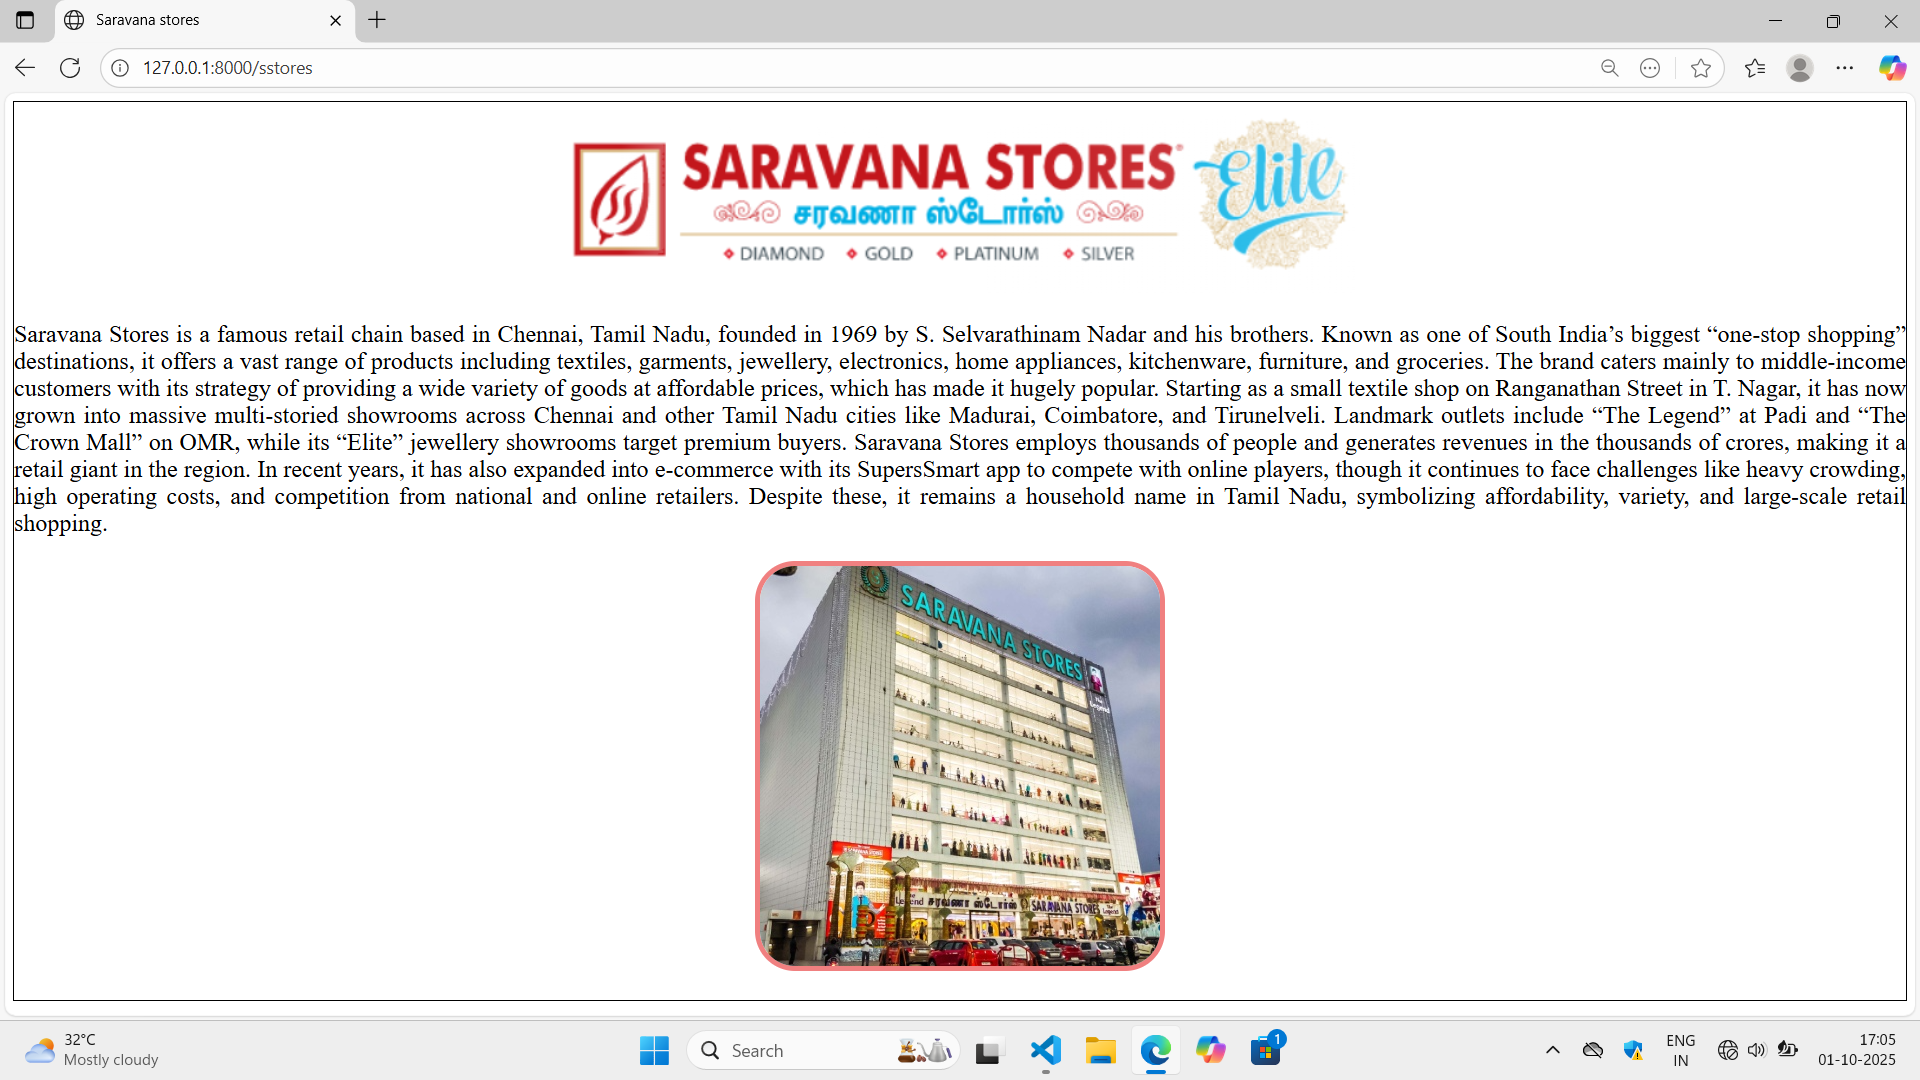 Saravana stores
127.0.0.1:8000/sstores
SARAVANA STORES® Elite
சரவணா ஸ்டோர்ஸ்
DIAMOND GOLD PLATINUM SILVER
Saravana Stores is a famous retail chain based in Chennai, Tamil Nadu, founded in 1969 by S. Selvarathinam Nadar and his brothers. Known as one of South India’s biggest “one-stop shopping”
destinations, it offers a vast range of products including textiles, garments, jewellery, electronics, home appliances, kitchenware, furniture, and groceries. The brand caters mainly to middle-income
customers with its strategy of providing a wide variety of goods at affordable prices, which has made it hugely popular. Starting as a small textile shop on Ranganathan Street in T. Nagar, it has now
grown into massive multi-storied showrooms across Chennai and other Tamil Nadu cities like Madurai, Coimbatore, and Tirunelveli. Landmark outlets include “The Legend” at Padi and “The
Crown Mall” on OMR, while its “Elite” jewellery showrooms target premium buyers. Saravana Stores employs thousands of people and generates revenues in the thousands of crores, making it a
retail giant in the region. In recent years, it has also expanded into e-commerce with its SupersSmart app to compete with online players, though it continues to face challenges like heavy crowding,
high operating costs, and competition from national and online retailers. Despite these, it remains a household name in Tamil Nadu, symbolizing affordability, variety, and large-scale retail
shopping.
SARAVANA STORES
The
Legend
The Legend சரவணா ஸ்டோர்ஸ் SARAVANA STORES The Legend
32°C
Mostly cloudy
Search
1
ENG
IN
17:05
01-10-2025